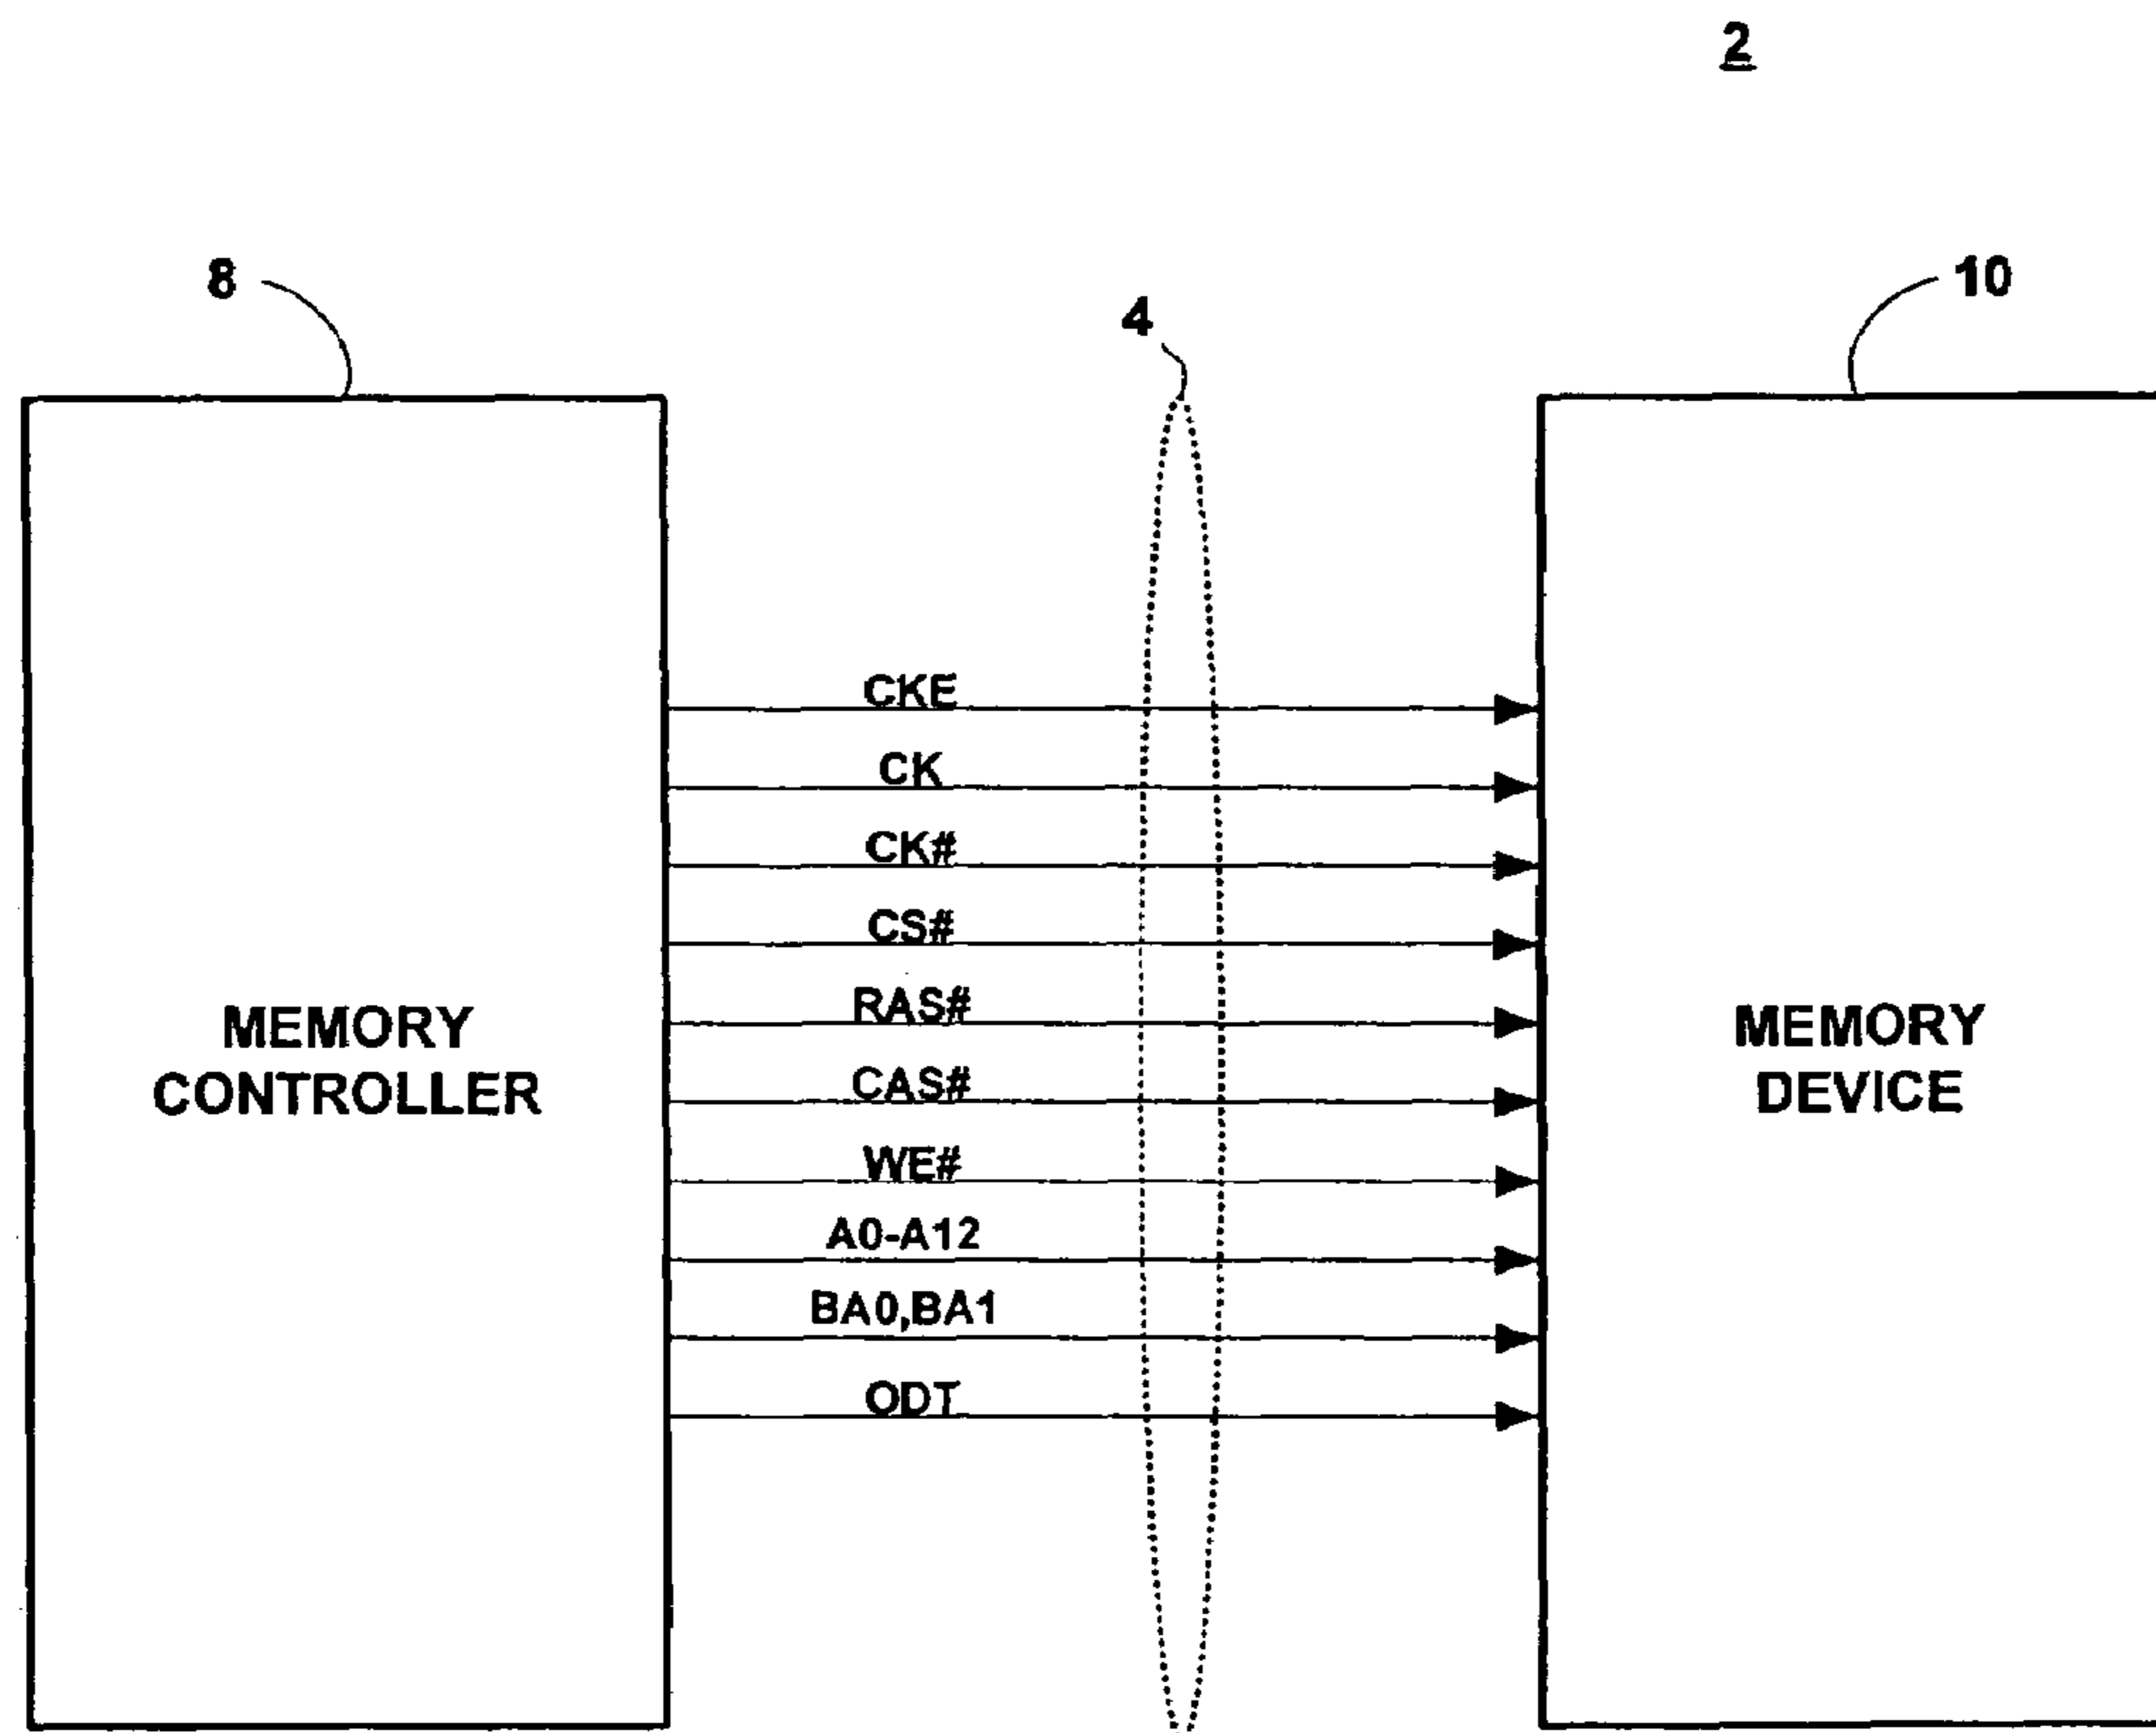 2
8
4
10
CKE
CK
CK#
CS#
RAS#
CAS#
WE#
A0-A12
BA0,BA1
ODT
MEMORY
CONTROLLER
MEMORY
DEVICE